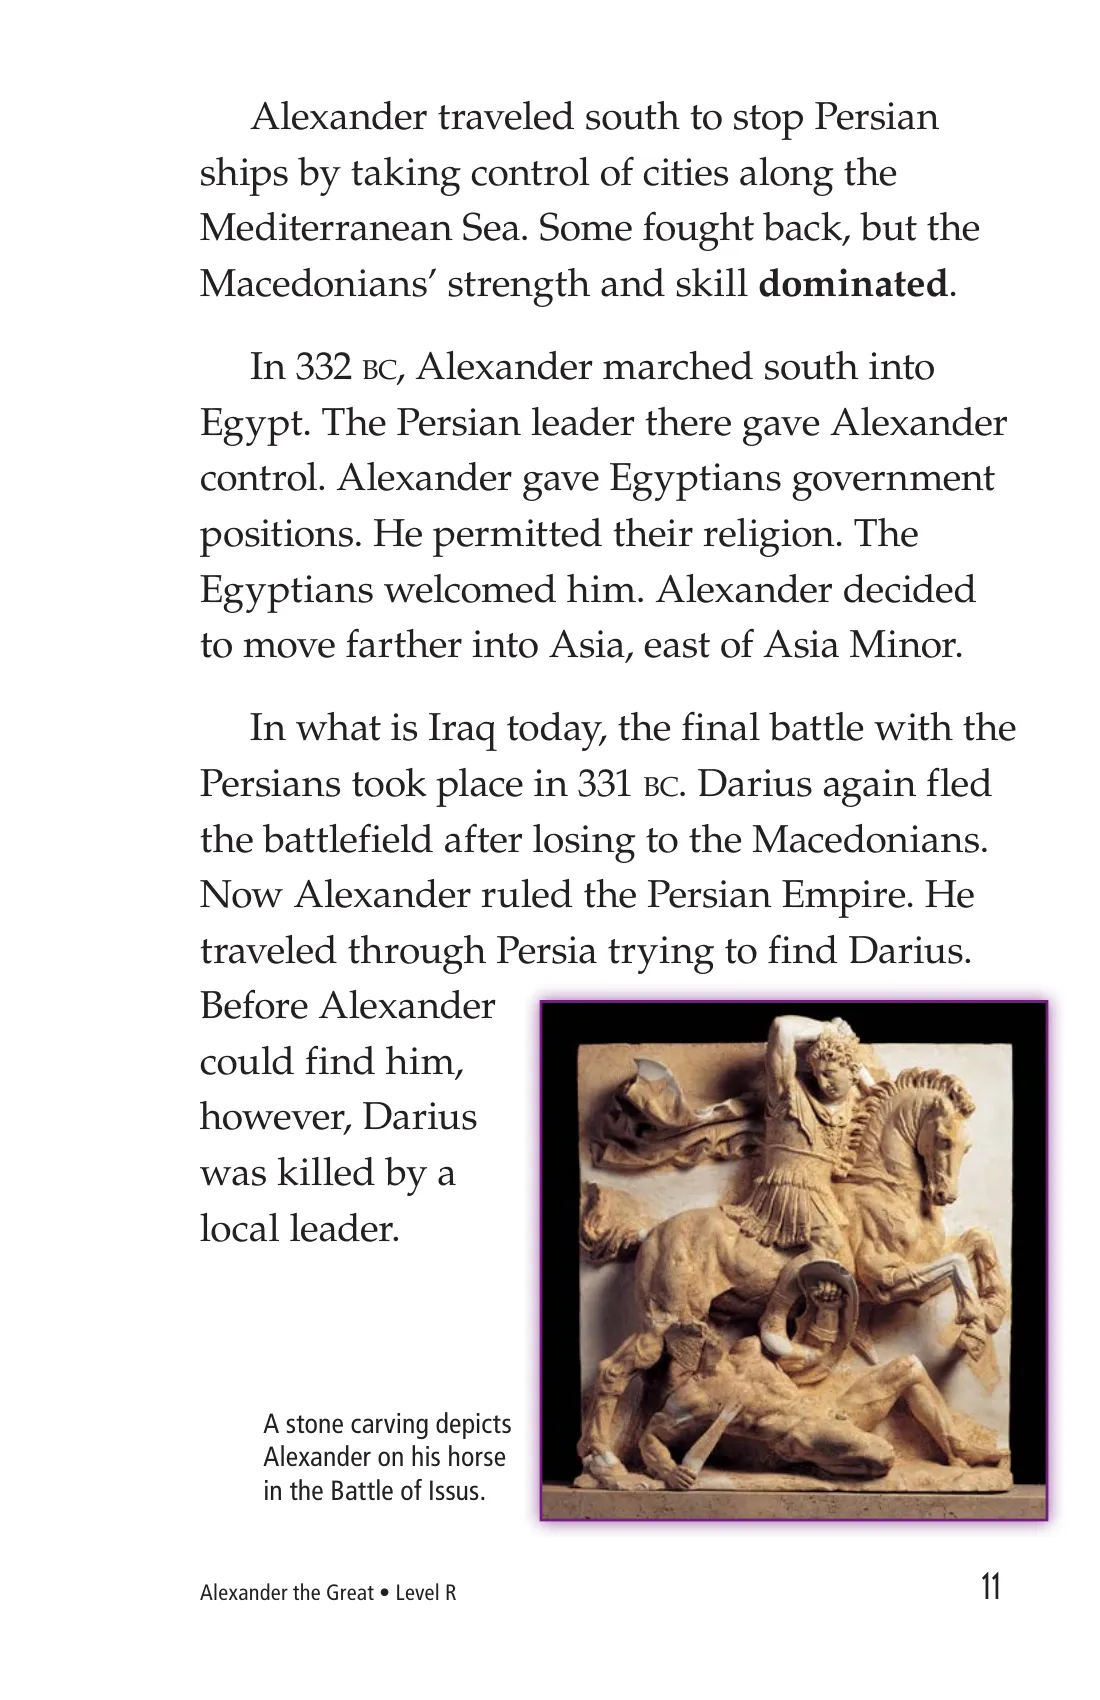 Alexander traveled south to stop Persian
ships by taking control of cities along the
Mediterranean Sea. Some fought back, but the
Macedonians’ strength and skill dominated.
In 332 BC, Alexander marched south into
Egypt. The Persian leader there gave Alexander
control. Alexander gave Egyptians government
positions. He permitted their religion. The
Egyptians welcomed him. Alexander decided
to move farther into Asia, east of Asia Minor.
In what is Iraq today, the final battle with the
Persians took place in 331 BC. Darius again fled
the battlefield after losing to the Macedonians.
Now Alexander ruled the Persian Empire. He
traveled through Persia trying to find Darius.
Before Alexander
could find him,
however, Darius
was killed by a
local leader.
A stone carving depicts
Alexander on his horse
in the Battle of Issus.
Alexander the Great • Level R
11